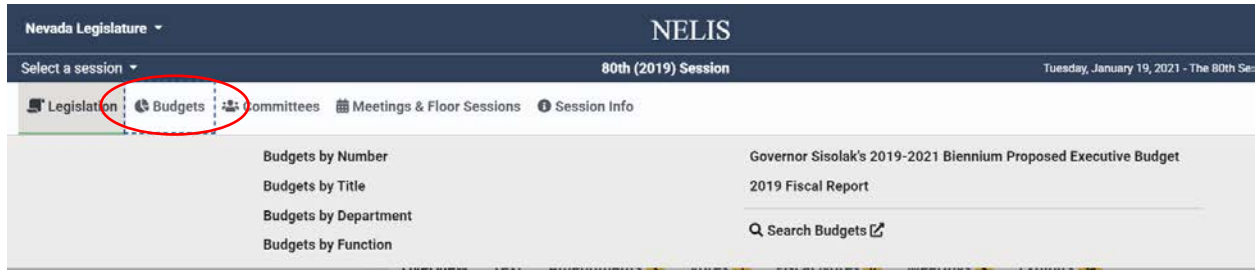 Nevada Legislature
NELIS
Select a session
80th (2019) Session
Tuesday, January 19, 2021 - The 80th Ses
Legislation Budgets Committees Meetings & Floor Sessions Session Info
Budgets by Number
Budgets by Title
Budgets by Department
Budgets by Function
Governor Sisolak's 2019-2021 Biennium Proposed Executive Budget
2019 Fiscal Report
Search Budgets